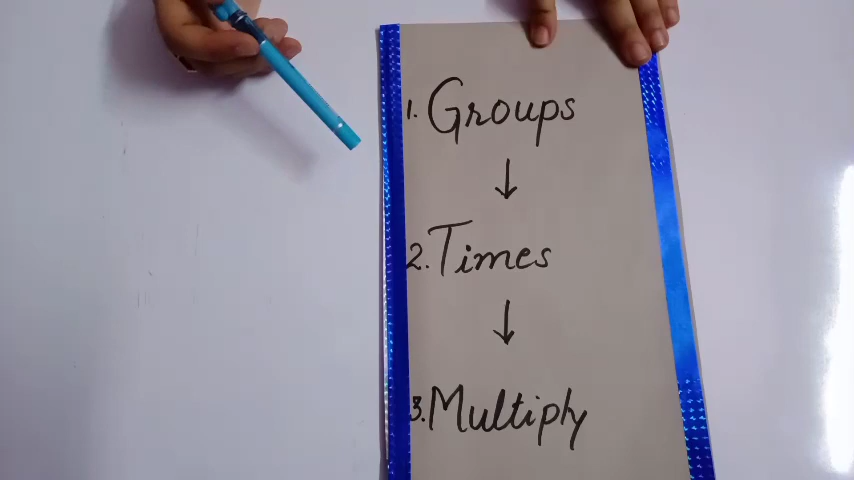 1. Groups
↓
2. Times
↓
3. Multiply